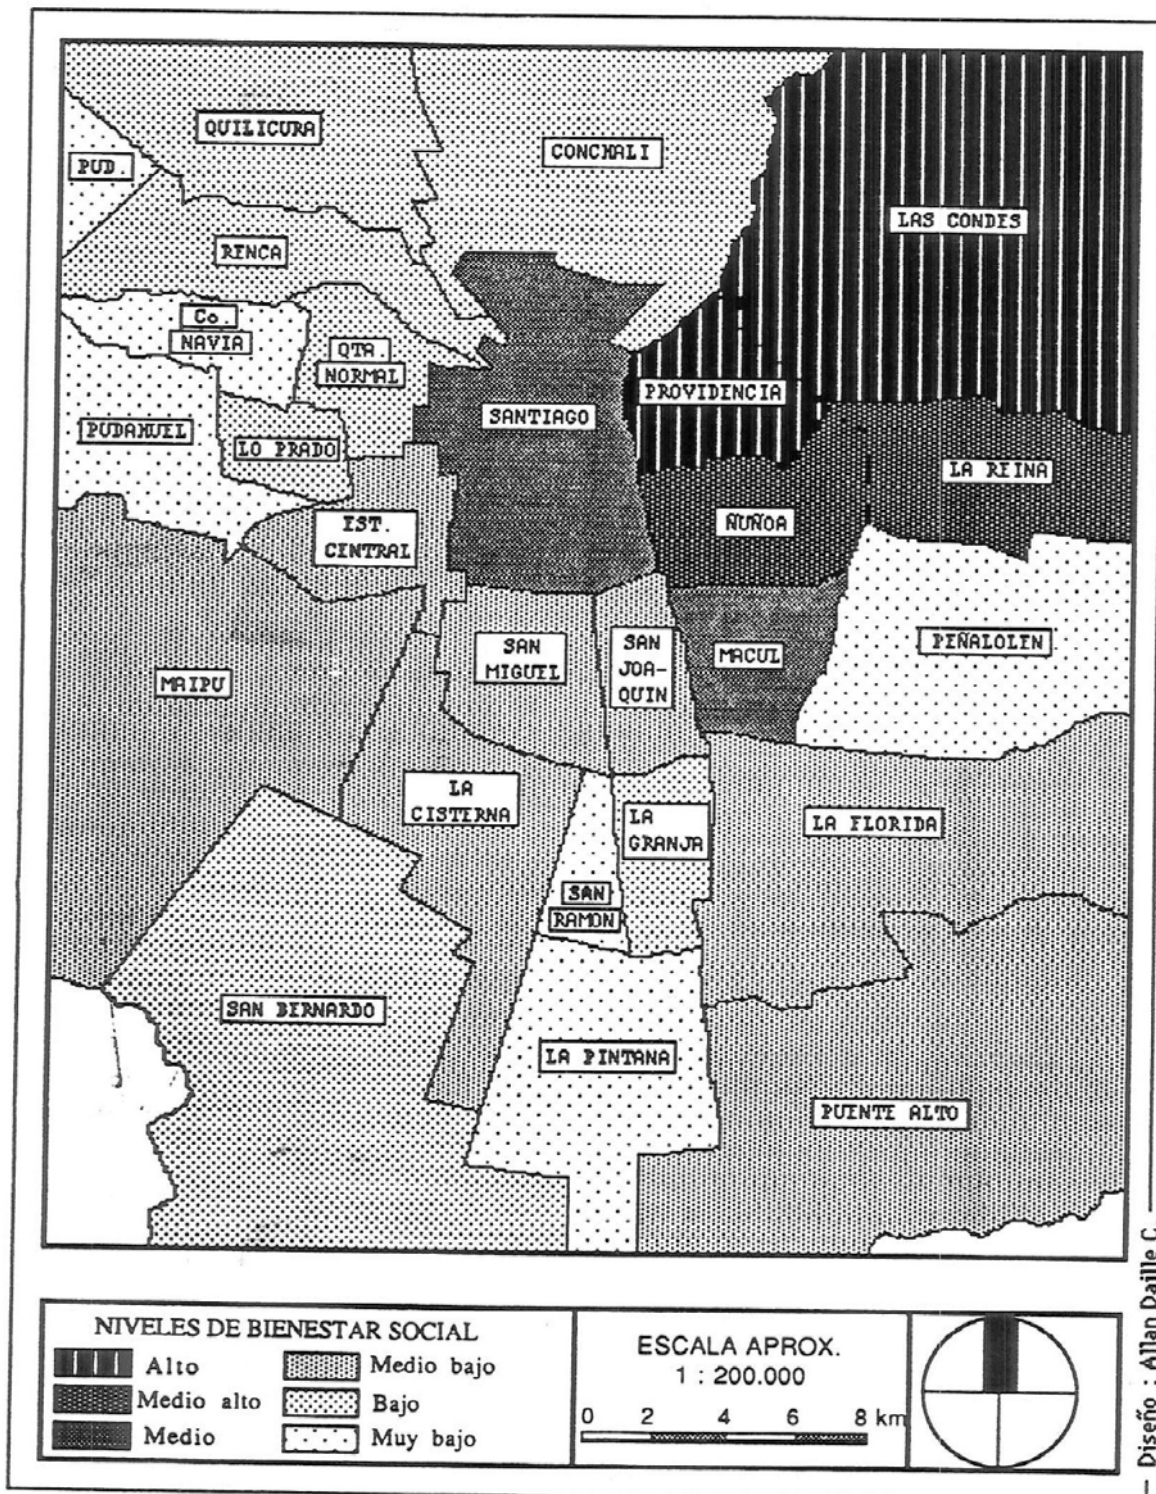 QUILICURA
CONCHALI
PUD.
LAS CONDES
RENCA
Co.
NAVIA
QTA
NORMAL
PROVIDENCIA
SANTIAGO
PUDAHUEL
LO PRADO
LA REINA
ÑUÑOA
EST.
CENTRAL
PEÑALOLEN
SAN
MIGUEL
SAN
JOA-
QUIN
MACUL
MAIPU
LA
CISTERNA
LA
GRANJA
LA FLORIDA
SAN
RAMON
SAN BERNARDO
LA PINTANA
PUENTE ALTO
NIVELES DE BIENESTAR SOCIAL
Alto
Medio alto
Medio
Medio bajo
Bajo
Muy bajo
ESCALA APROX.
1 : 200.000
0 2 4 6 8 km
Diseño : Allan Daille C.